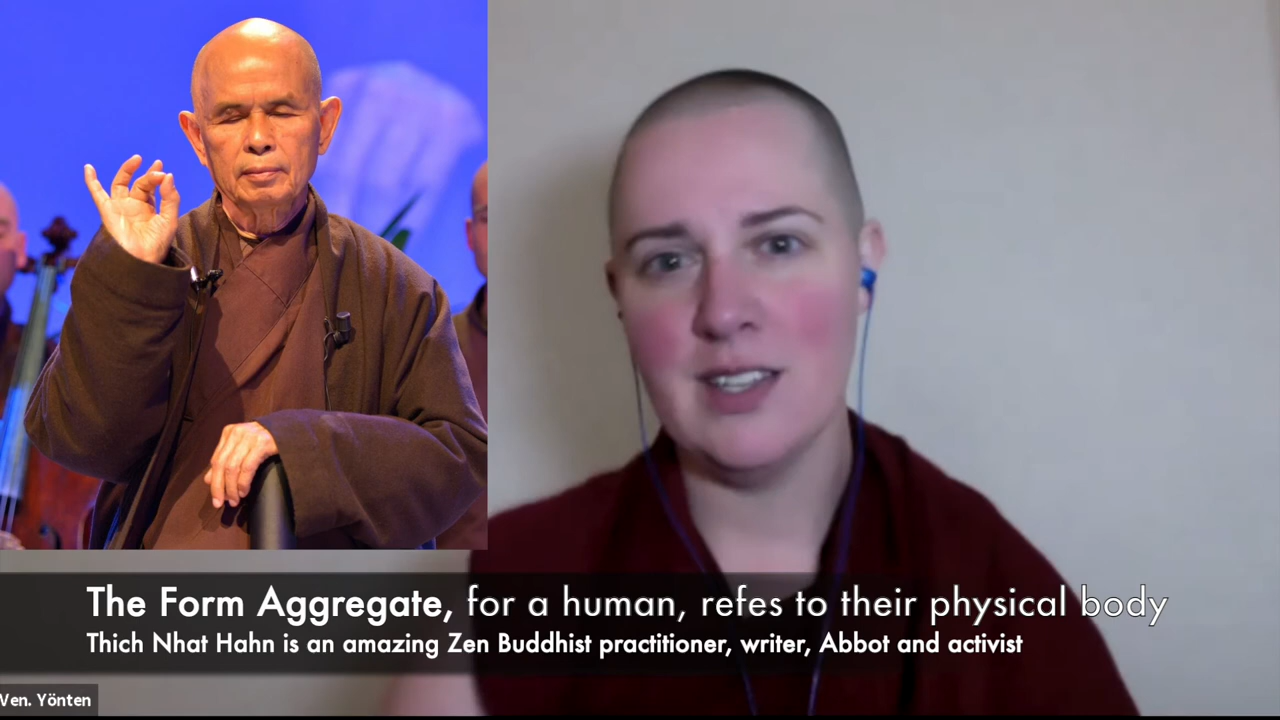 The Form Aggregate, for a human, refes to their physical body
Thich Nhat Hahn is an amazing Zen Buddhist practitioner, writer, Abbot and activist
Ven. Yönten